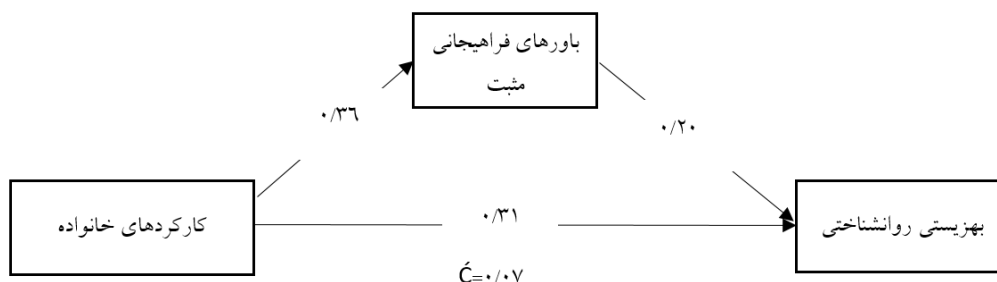 باورهای فراهیجانی
مثبت
۰/۳۶
۰/۲۰
کارکردهای خانواده
۰/۳۱
بهزیستی روانشناختی
Ć=۰/۰۷